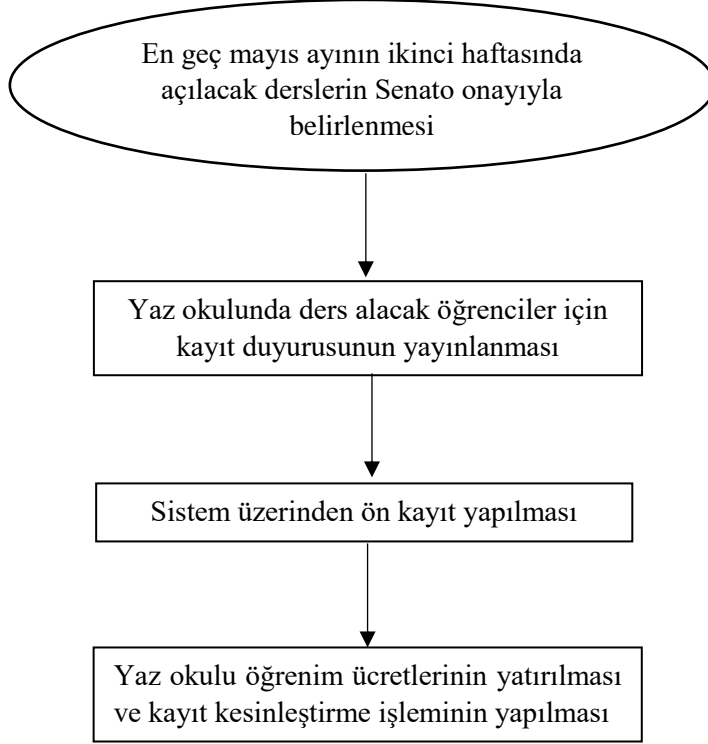 En geç mayıs ayının ikinci haftasında
açılacak derslerin Senato onayıyla
belirlenmesi
Yaz okulunda ders alacak öğrenciler için
kayıt duyurusunun yayınlanması
Sistem üzerinden ön kayıt yapılması
Yaz okulu öğrenim ücretlerinin yatırılması
ve kayıt kesinleştirme işleminin yapılması